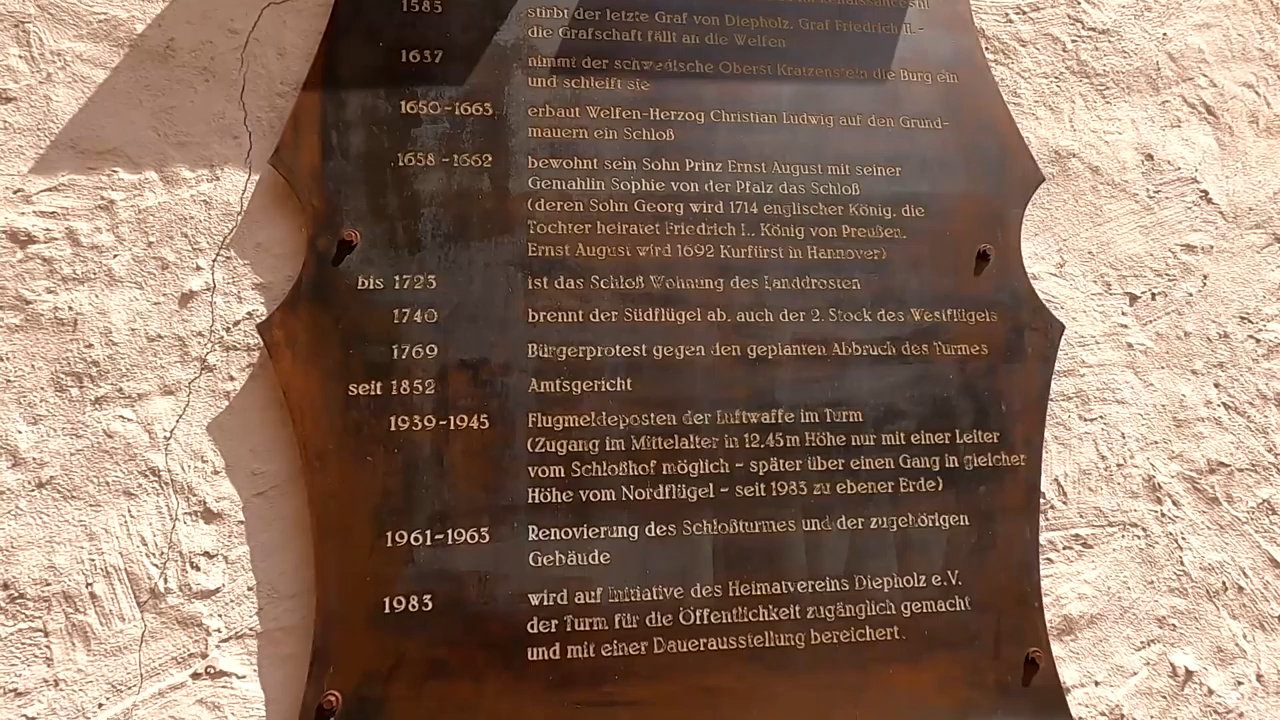 1585 stirbt der letzte Graf von Diepholz, Graf Friedrich II.-
die Grafschaft fällt an die Welfen
1637 nimmt der schwedische Oberst Kratzenstein die Burg ein
und schleift sie
1650-1663 erbaut Welfen-Herzog Christian Ludwig auf den Grund-
mauern ein Schloß
1658-1662 bewohnt sein Sohn Prinz Ernst August mit seiner
Gemahlin Sophie von der Pfalz das Schloß
(deren Sohn Georg wird 1714 englischer König, die
Tochter heiratet Friedrich I., König von Preußen.
Ernst August wird 1692 Kurfürst in Hannover)
bis 1723 ist das Schloß Wohnung des Landdrosten
1740 brennt der Südflügel ab, auch der 2. Stock des Westflügels
1769 Bürgerprotest gegen den geplanten Abbruch des Turmes
seit 1852 Amtsgericht
1939-1945 Flugmeldeposten der Luftwaffe im Turm
(Zugang im Mittelalter in 12.45m Höhe nur mit einer Leiter
vom Schloßhof möglich - später über einen Gang in gleicher
Höhe vom Nordflügel - seit 1983 zu ebener Erde)
1961-1963 Renovierung des Schloßturmes und der zugehörigen
Gebäude
1983 wird auf Initiative des Heimatvereins Diepholz e.V.
der Turm für die Öffentlichkeit zugänglich gemacht
und mit einer Dauerausstellung bereichert.